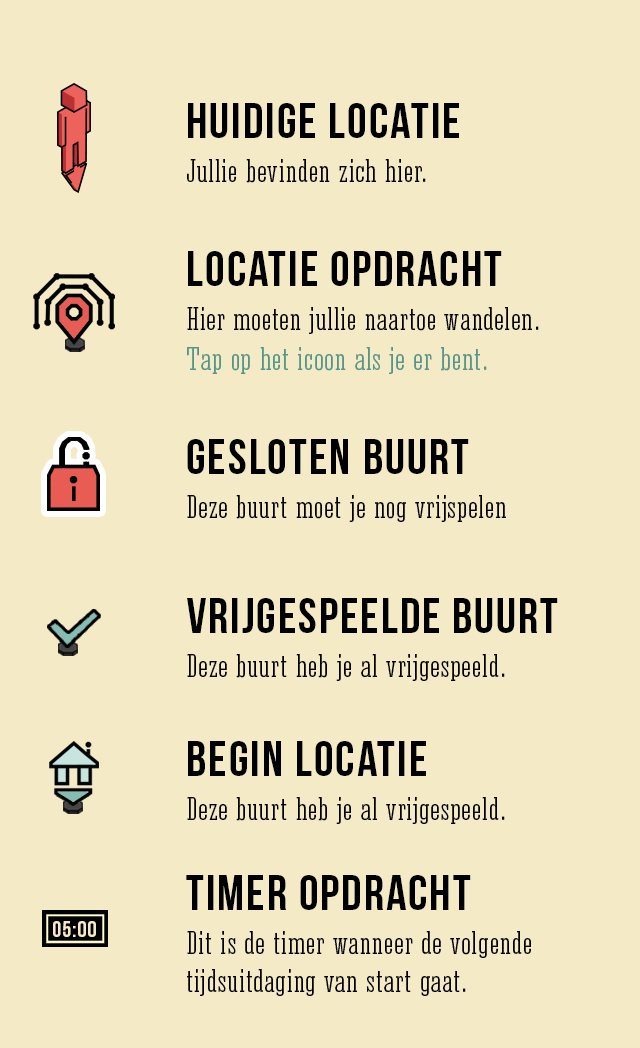 HUIDIGE LOCATIE
Jullie bevinden zich hier.
LOCATIE OPDRACHT
Hier moeten jullie naartoe wandelen.
Tap op het icoon als je er bent.
GESLOTEN BUURT
Deze buurt moet je nog vrijspelen
VRIJGESPEELDE BUURT
Deze buurt heb je al vrijgespeeld.
BEGIN LOCATIE
Deze buurt heb je al vrijgespeeld.
TIMER OPDRACHT
05:00
Dit is de timer wanneer de volgende
tijdsuitdaging van start gaat.